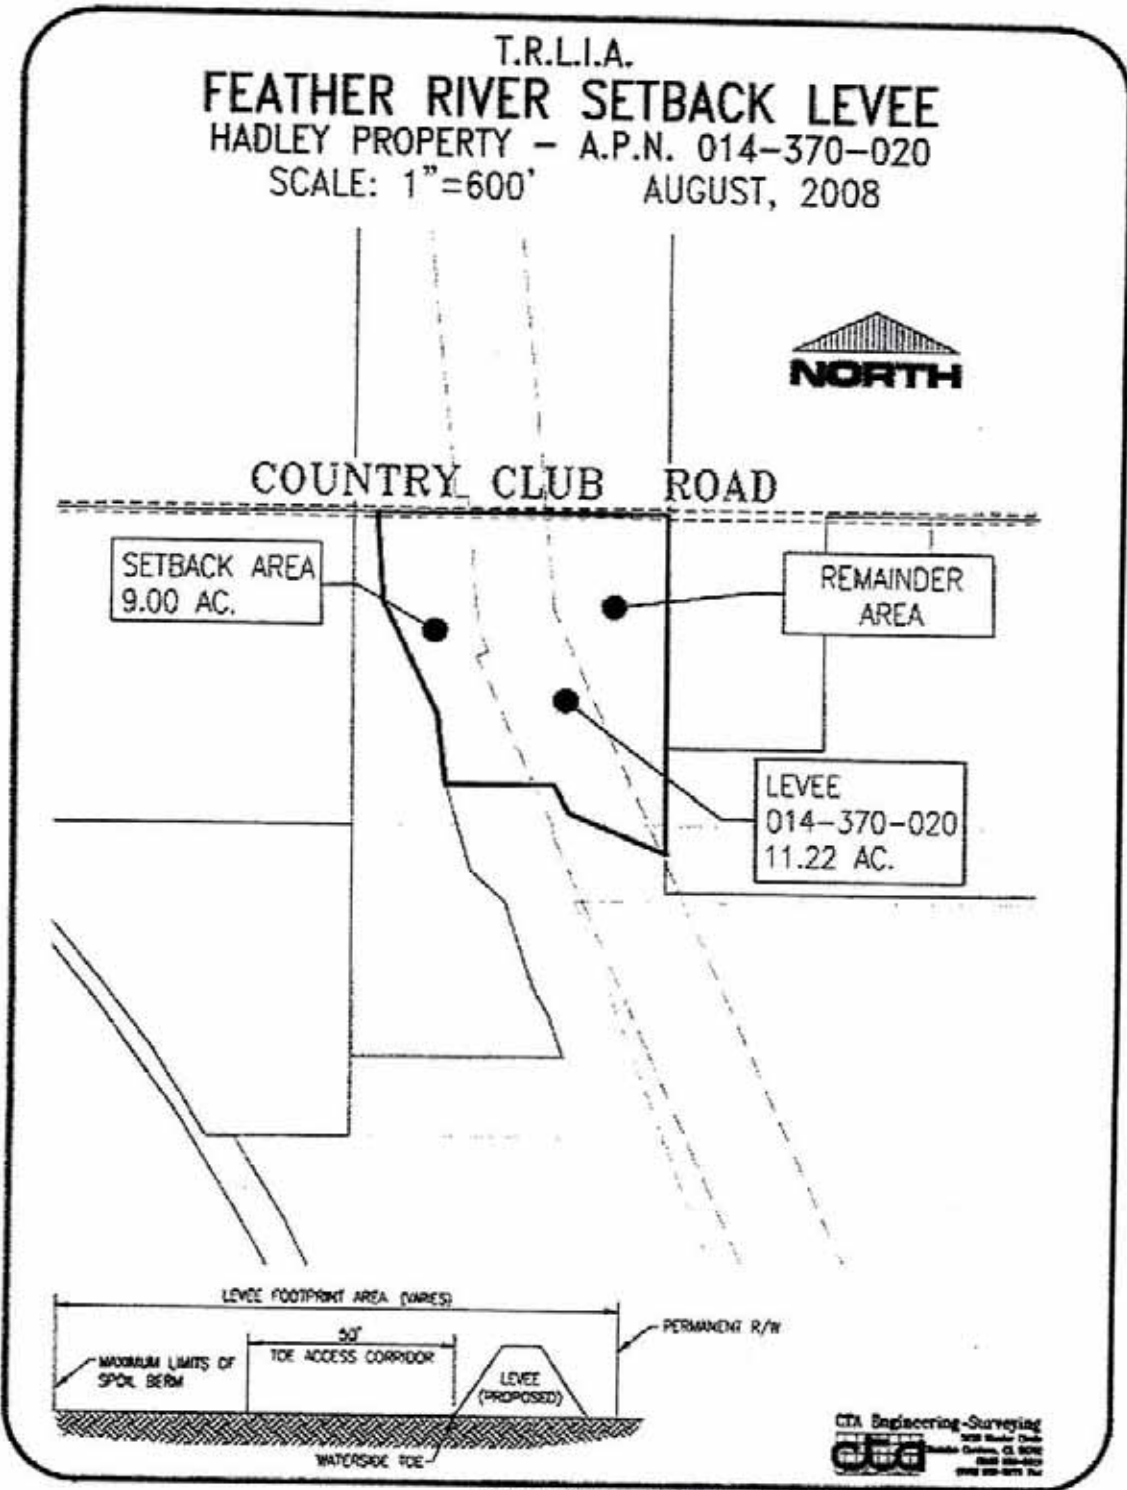 T.R.L.I.A.
FEATHER RIVER SETBACK LEVEE
HADLEY PROPERTY - A.P.N. 014-370-020
SCALE: 1"=600' AUGUST, 2008
NORTH
COUNTRY CLUB ROAD
SETBACK AREA
9.00 AC.
REMAINDER
AREA
LEVEE
014-370-020
11.22 AC.
LEVEE FOOTPRINT AREA (VARIES)
50'
TOE ACCESS CORRIDOR
MAXIMUM LIMITS OF
SPOIL BERM
LEVEE
(PROPOSED)
PERMANENT R/W
WATERSIDE TOE
CTA Engineering-Surveying
cta